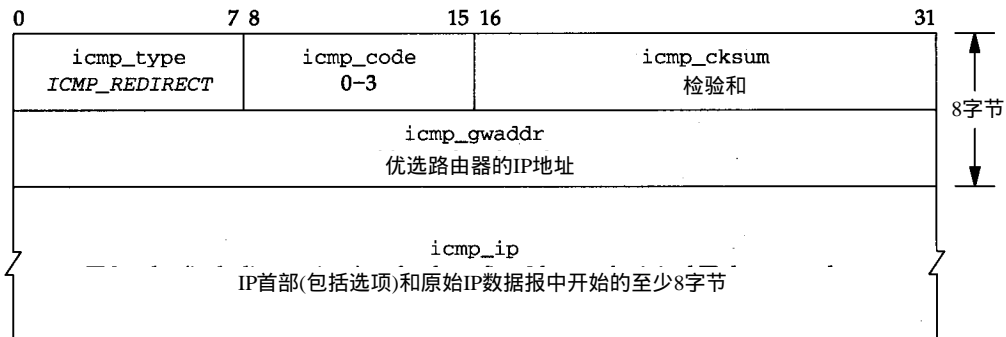 0 7 8 15 16 31
icmp_type icmp_code icmp_cksum
ICMP_REDIRECT 0-3 检验和
8字节
icmp_gwaddr
优选路由器的IP地址
icmp_ip
IP首部(包括选项)和原始IP数据报中开始的至少8字节